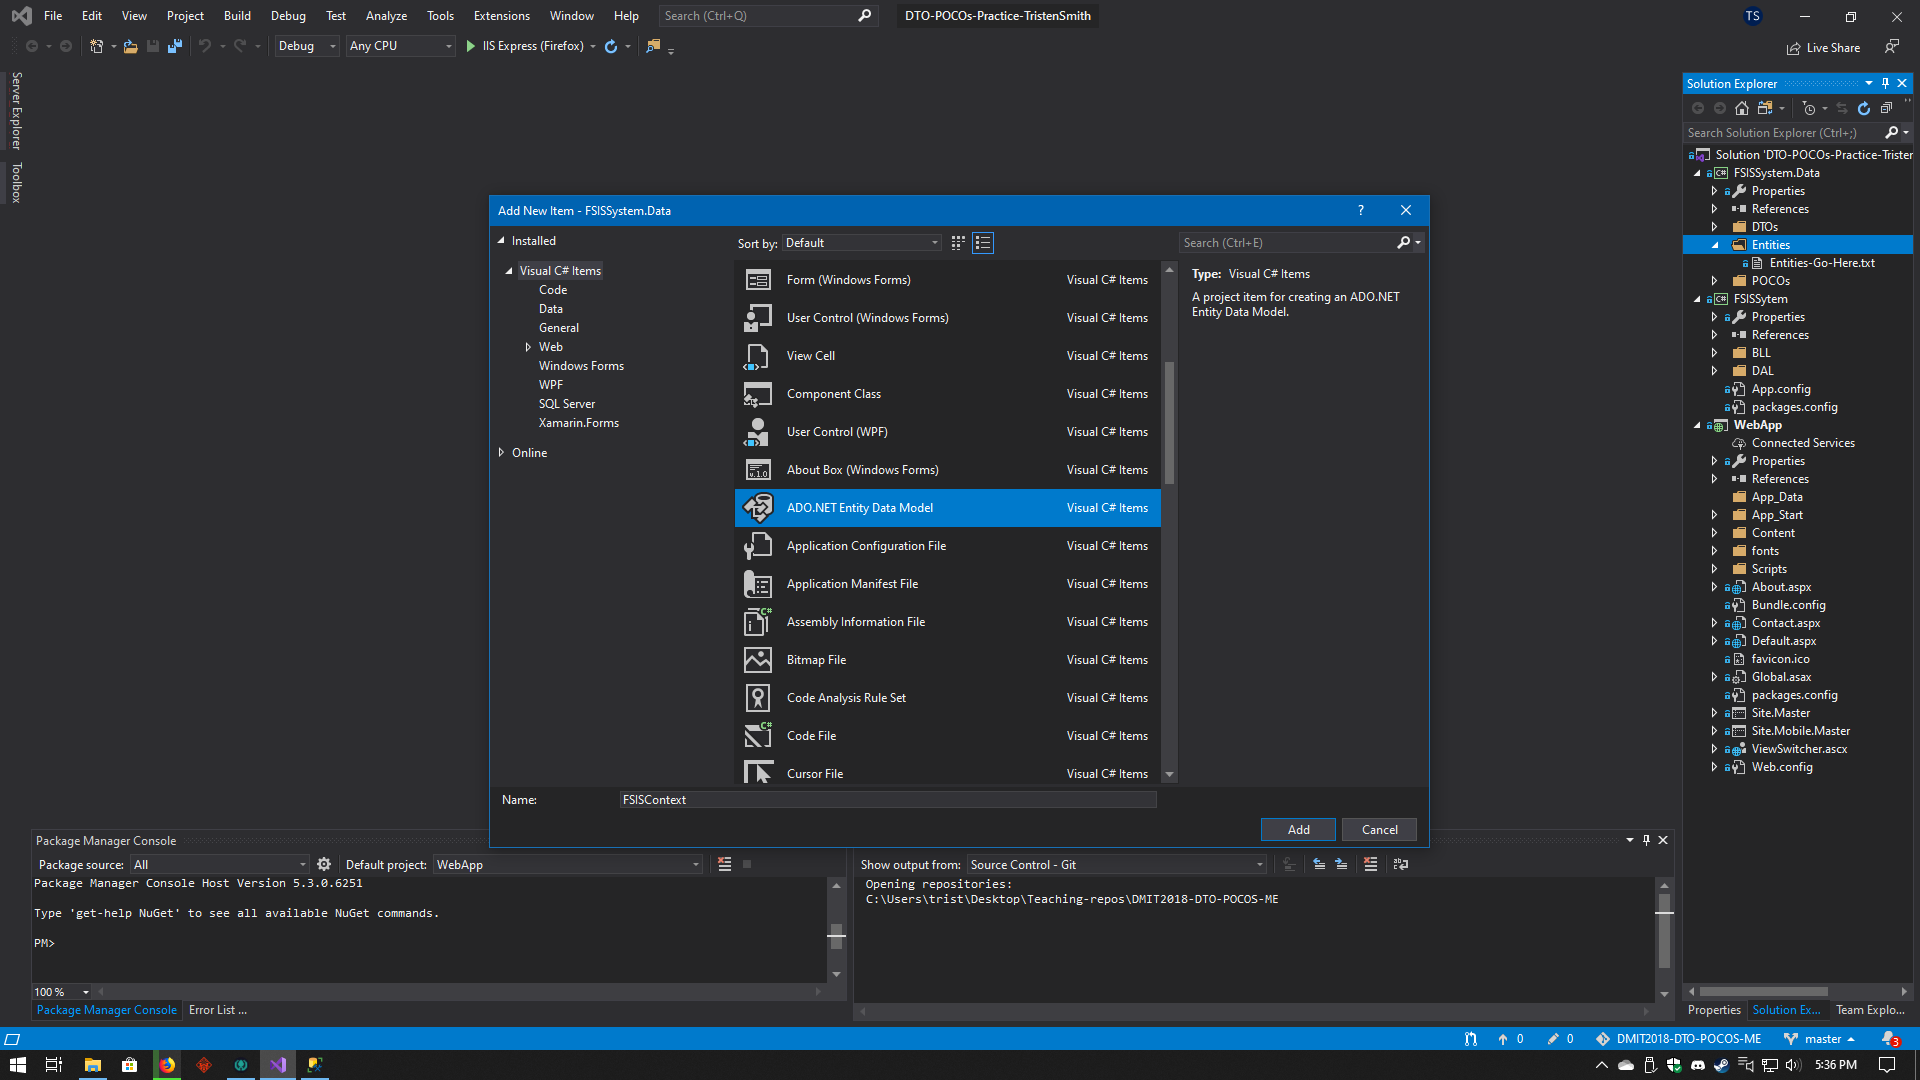 File Edit View Project Build Debug Test Analyze Tools Extensions Window Help Search (Ctrl+Q) DTO-POCOs-Practice-TristenSmith TS
Debug Any CPU IIS Express (Firefox) Live Share
Server Explorer
Toolbox
Add New Item - FSISSystem.Data ?
Installed
Visual C# Items
Code
Data
General
Web
Windows Forms
WPF
SQL Server
Xamarin.Forms
Online
Sort by: Default
Search (Ctrl+E)
Form (Windows Forms) Visual C# Items
User Control (Windows Forms) Visual C# Items
View Cell Visual C# Items
Component Class Visual C# Items
User Control (WPF) Visual C# Items
About Box (Windows Forms) Visual C# Items
ADO.NET Entity Data Model Visual C# Items
Application Configuration File Visual C# Items
Application Manifest File Visual C# Items
Assembly Information File Visual C# Items
Bitmap File Visual C# Items
Code Analysis Rule Set Visual C# Items
Code File Visual C# Items
Cursor File Visual C# Items
Type: Visual C# Items
A project item for creating an ADO.NET
Entity Data Model.
Name: FSISContext
Add Cancel
Solution Explorer
Search Solution Explorer (Ctrl+;)
Solution 'DTO-POCOs-Practice-Trister
FSISSystem.Data
Properties
References
DTOs
Entities
Entities-Go-Here.txt
POCOs
FSISSytem
Properties
References
BLL
DAL
App.config
packages.config
WebApp
Connected Services
Properties
References
App_Data
App_Start
Content
fonts
Scripts
About.aspx
Bundle.config
Contact.aspx
Default.aspx
favicon.ico
Global.asax
packages.config
Site.Master
Site.Mobile.Master
ViewSwitcher.ascx
Web.config
Properties Solution Ex... Team Explo...
Package Manager Console
Package source: All Default project: WebApp
Package Manager Console Host Version 5.3.0.6251
Type 'get-help NuGet' to see all available NuGet commands.
PM>
100 %
Package Manager Console Error List ...
Show output from: Source Control - Git
Opening repositories:
C:\Users\trist\Desktop\Teaching-repos\DMIT2018-DTO-POCOS-ME
0 0 DMIT2018-DTO-POCOS-ME master 3
5:36 PM